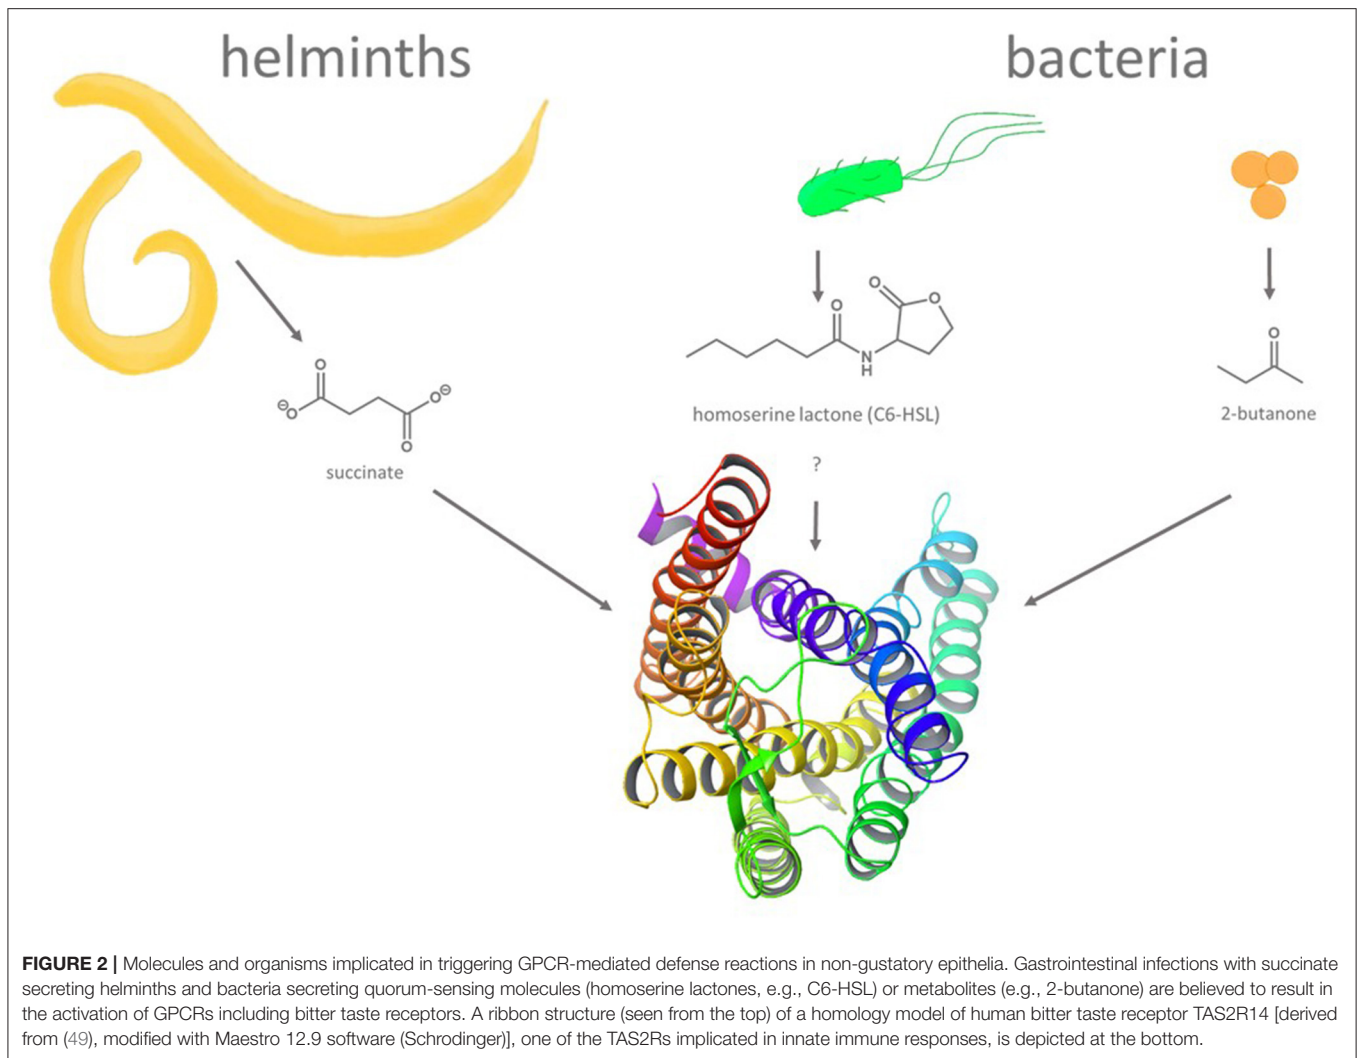 helminths
bacteria
O
O
O
O
N
H
O
⊖O
O⊖
O
succinate
homoserine lactone (C6-HSL)
2-butanone
?
FIGURE 2 | Molecules and organisms implicated in triggering GPCR-mediated defense reactions in non-gustatory epithelia. Gastrointestinal infections with succinate
secreting helminths and bacteria secreting quorum-sensing molecules (homoserine lactones, e.g., C6-HSL) or metabolites (e.g., 2-butanone) are believed to result in
the activation of GPCRs including bitter taste receptors. A ribbon structure (seen from the top) of a homology model of human bitter taste receptor TAS2R14 [derived
from (49), modified with Maestro 12.9 software (Schrodinger)], one of the TAS2Rs implicated in innate immune responses, is depicted at the bottom.